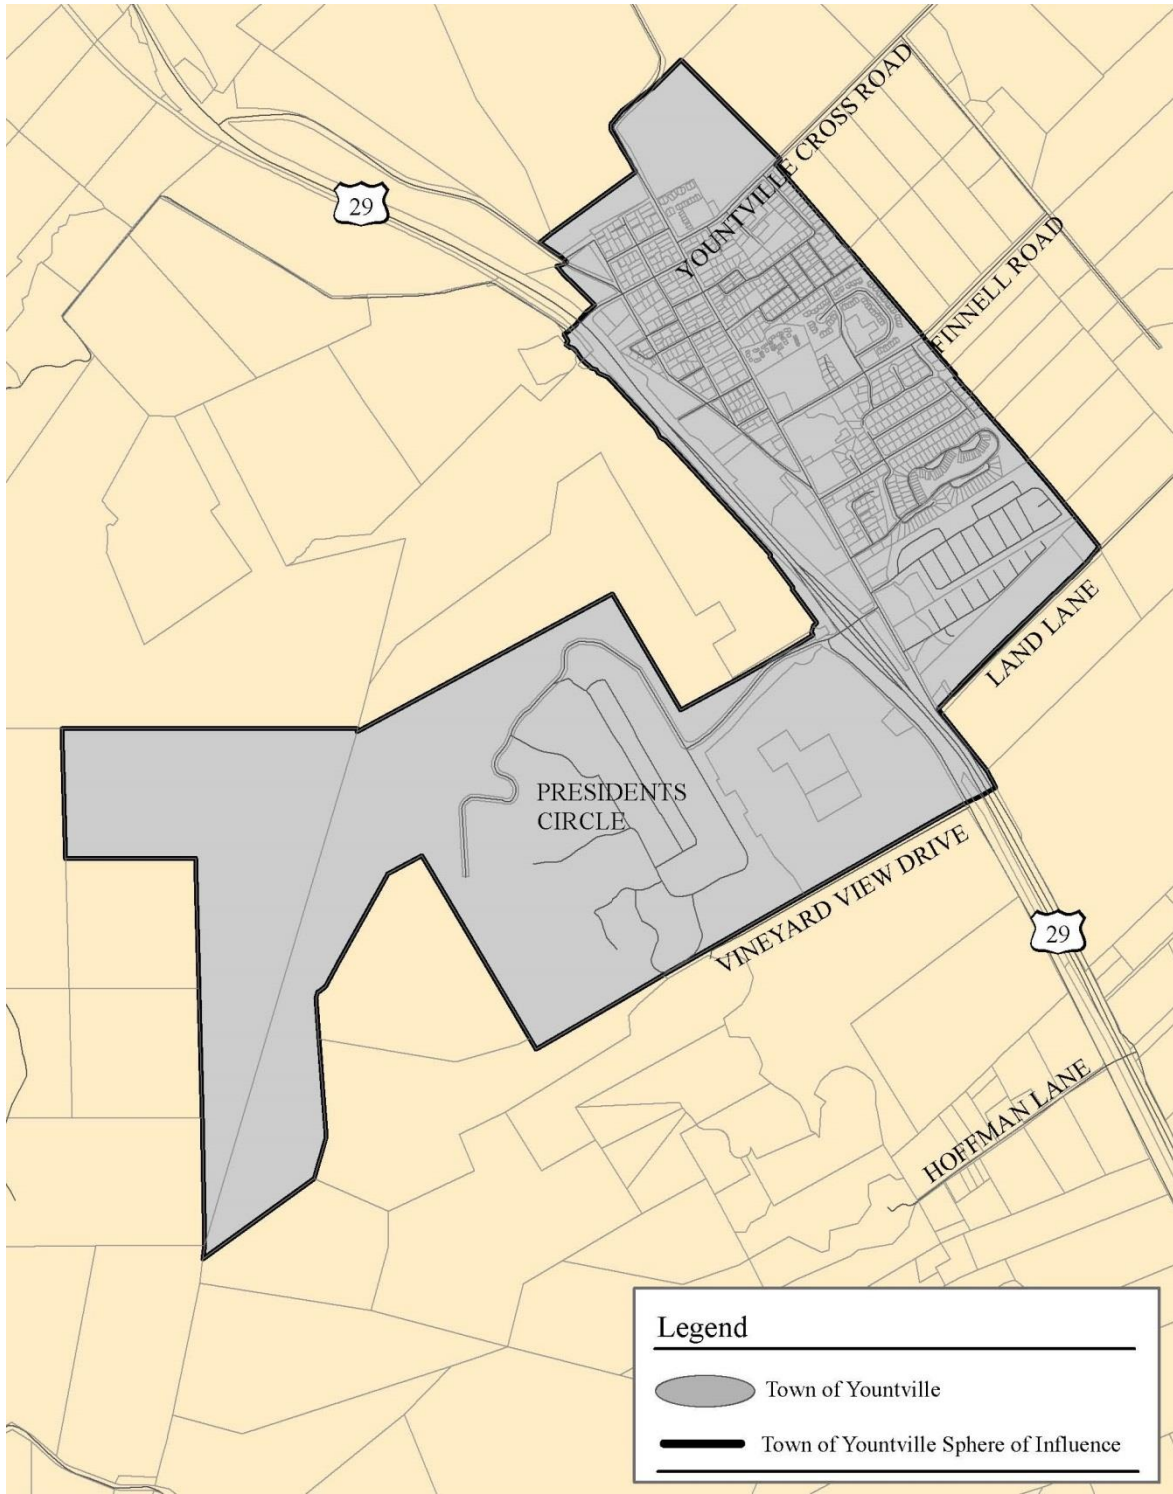 YOUNTVILLE CROSS ROAD
29
FINNELL ROAD
LAND LANE
PRESIDENTS
CIRCLE
VINEYARD VIEW DRIVE
29
HOFFMAN LANE
Legend
Town of Yountville
Town of Yountville Sphere of Influence